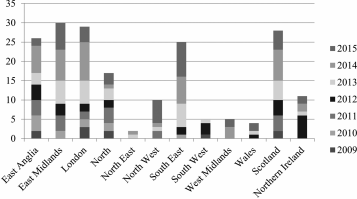 35
30
25
20
15
10
5
0
East Anglia
East Midlands
London
North
North East
North West
South East
South West
West Midlands
Wales
Scotland
Northern Ireland
2015
2014
2013
2012
2011
2010
2009